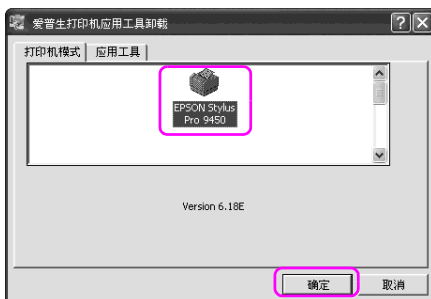 爱普生打印机应用工具卸载
打印机模式 应用工具
EPSON Stylus
Pro 9450
Version 6.18E
确定 取消